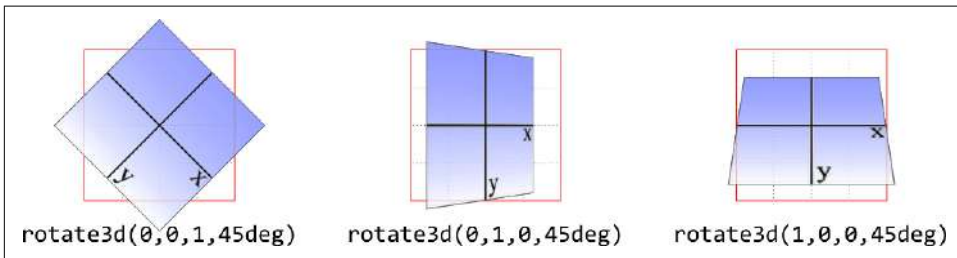 y x
x
y
x
y
rotate3d(0,0,1,45deg) rotate3d(0,1,0,45deg) rotate3d(1,0,0,45deg)